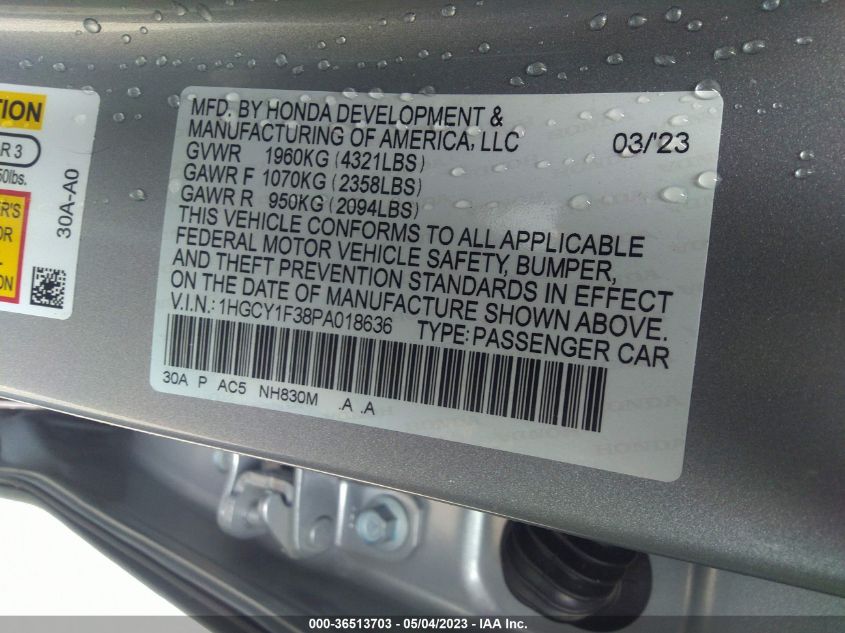 TION
R 3
50lbs.
ER'S
OR
30A-A0
MFD. BY HONDA DEVELOPMENT &
MANUFACTURING OF AMERICA, LLC 03/'23
GVWR 1960KG (4321LBS)
GAWR F 1070KG (2358LBS)
GAWR R 950KG (2094LBS)
THIS VEHICLE CONFORMS TO ALL APPLICABLE
FEDERAL MOTOR VEHICLE SAFETY, BUMPER,
AND THEFT PREVENTION STANDARDS IN EFFECT
ON THE DATE OF MANUFACTURE SHOWN ABOVE.
V.I.N.: 1HGCY1F38PA018636 TYPE: PASSENGER CAR
30A P AC5 NH830M .A .A
000-36513703 - 05/04/2023 - IAA Inc.